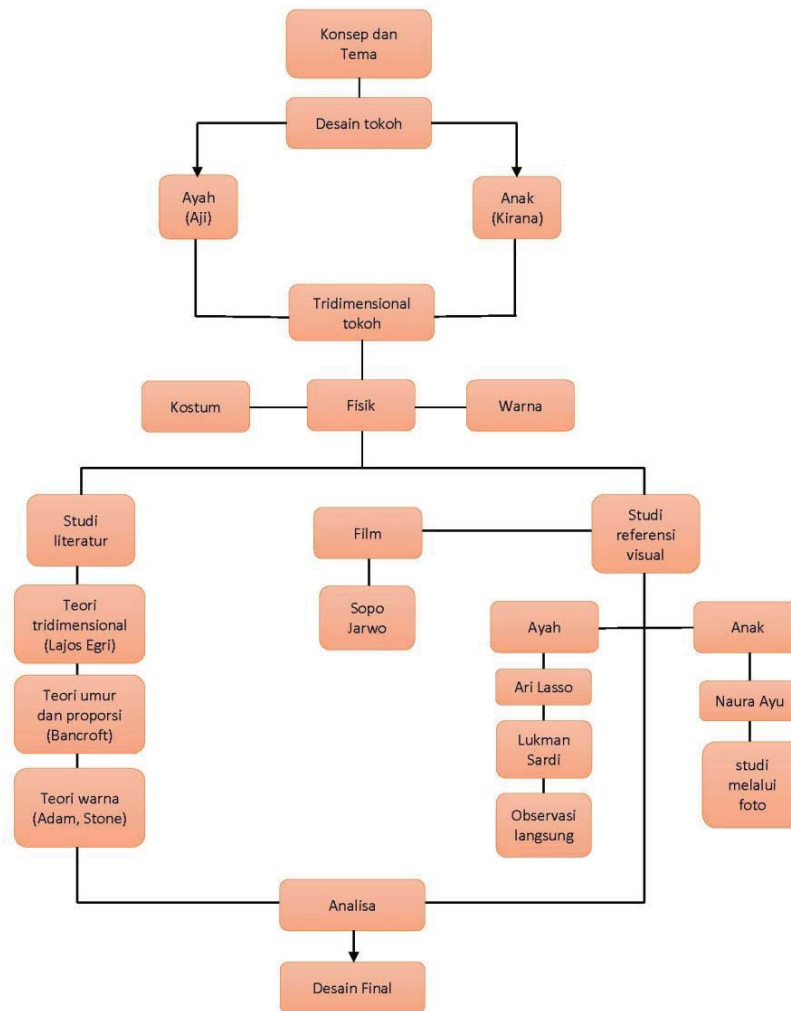 Konsep dan
Tema
Desain tokoh
Ayah
(Aji)
Anak
(Kirana)
Tridimensional
tokoh
Kostum
Fisik
Warna
Studi
literatur
Film
Studi
referensi
visual
Teori
tridimensional
(Lajos Egri)
Sopo
Jarwo
Ayah
Anak
Teori umur
dan proporsi
(Bancroft)
Ari Lasso
Naura Ayu
Lukman
Sardi
studi
melalui
foto
Teori warna
(Adam, Stone)
Observasi
langsung
Analisa
Desain Final